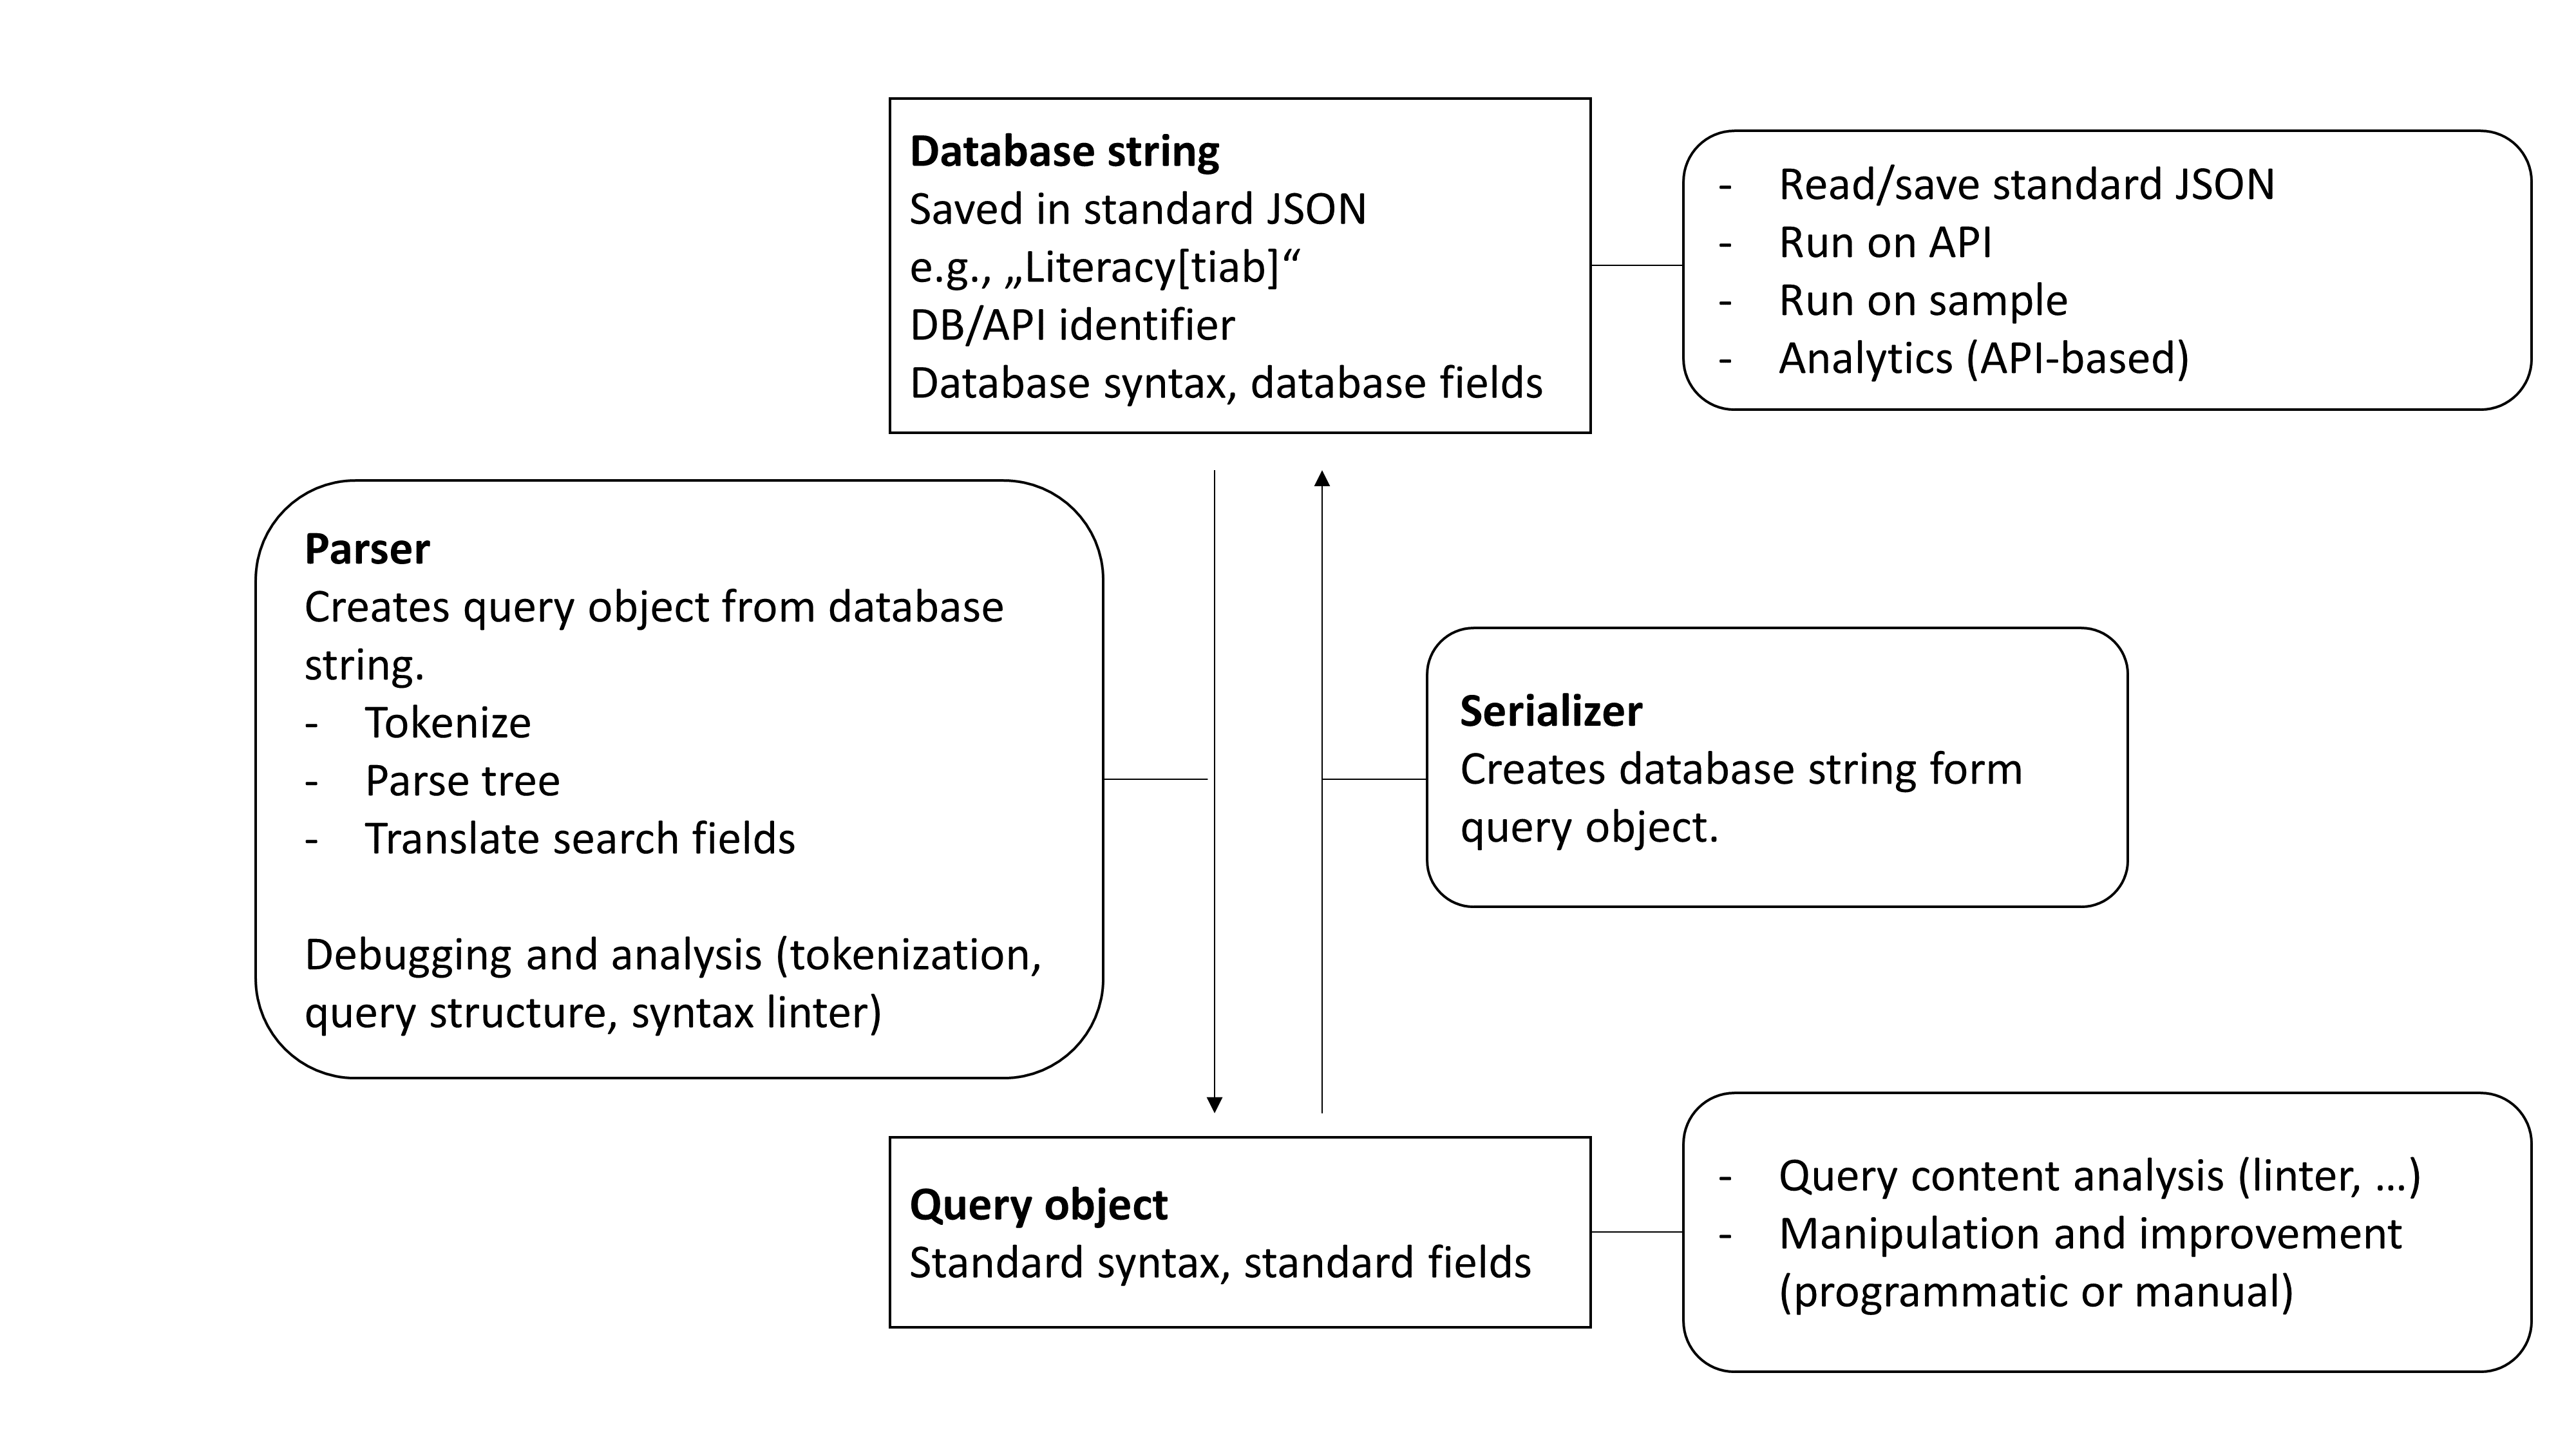 Database string
Saved in standard JSON
e.g., „Literacy[tiab]“
DB/API identifier
Database syntax, database fields
- Read/save standard JSON
- Run on API
- Run on sample
- Analytics (API-based)
Parser
Creates query object from database
string.
- Tokenize
- Parse tree
- Translate search fields
Debugging and analysis (tokenization,
query structure, syntax linter)
Serializer
Creates database string form
query object.
Query object
Standard syntax, standard fields
- Query content analysis (linter, ...)
- Manipulation and improvement
(programmatic or manual)